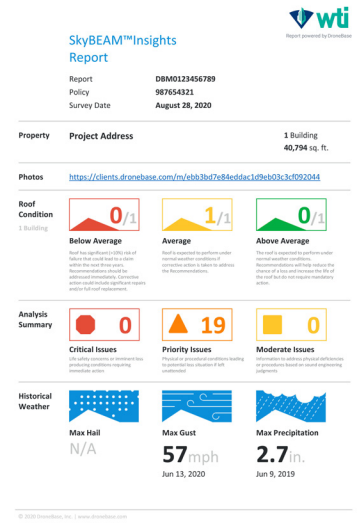 wti
Report powered by DroneBase
SkyBEAM™Insights
Report
Report DBM0123456789
Policy 987654321
Survey Date August 28, 2020
Property Project Address 1 Building
40,794 sq. ft.
Photos https://clients.dronebase.com/m/ebb3bd7e84eddac1d9eb03c3cf092044
Roof
Condition
1 Building
0/1 1/1 0/1
Below Average Average Above Average
Roof has significant (>10%) risk of
failure that could lead to a claim
within the next three years.
Recommendations should be
addressed immediately. Corrective
action could include significant repairs
and/or full roof replacement.
Roof is expected to perform under
normal weather conditions if
corrective action is taken to address
the Recommendations.
The roof is expected to perform under
normal weather conditions.
Recommendations will help reduce the
chance of a loss and increase the life of
the roof but do not require mandatory
action.
Analysis
Summary
0 19 0
Critical Issues Priority Issues Moderate Issues
Life safety concerns or imminent loss
producing conditions requiring
immediate action.
Physical or procedural conditions leading
to potential loss situation if left
unattended.
Information to address physical deficiencies
or procedures based on sound engineering
judgments.
Historical
Weather
Max Hail Max Gust Max Precipitation
N/A 57mph 2.7in.
Jun 13, 2020 Jun 9, 2019
© 2020 DroneBase, Inc. | www.dronebase.com